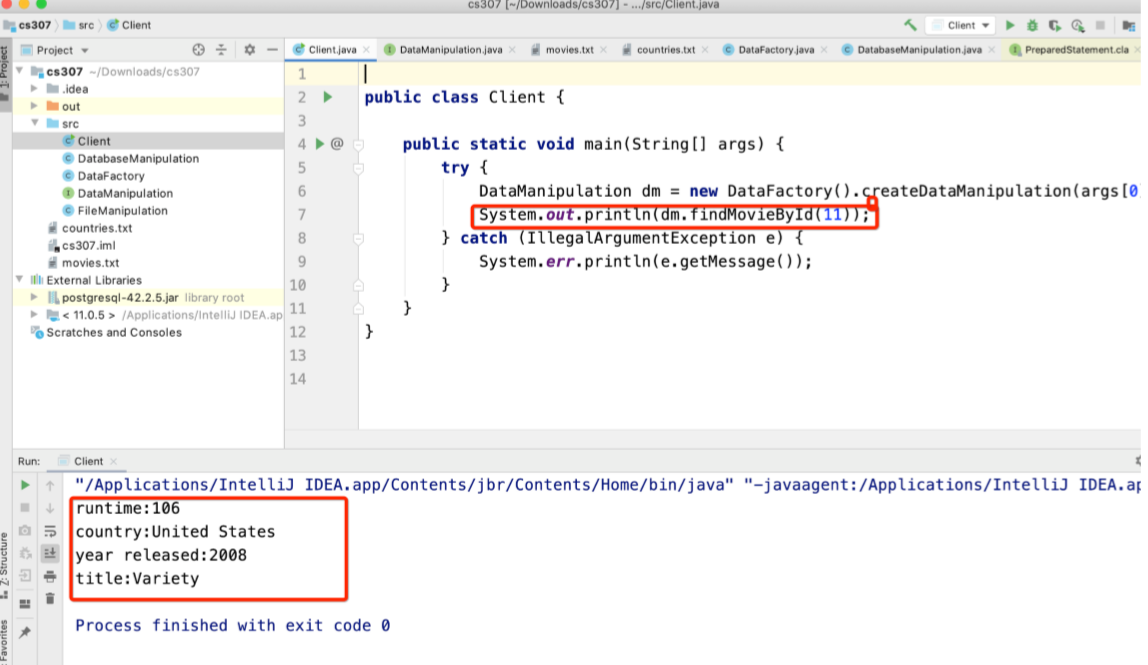 cs307 [~/Downloads/cs307] - .../src/Client.java
cs307 src Client
Client
1: Project
Project
Client.java DataManipulation.java movies.txt countries.txt DataFactory.java DatabaseManipulation.java PreparedStatement.cla
cs307 ~/Downloads/cs307
.idea
out
src
Client
DatabaseManipulation
DataFactory
DataManipulation
FileManipulation
countries.txt
cs307.iml
movies.txt
External Libraries
postgresql-42.2.5.jar library root
< 11.0.5 > /Applications/IntelliJ IDEA.ap
Scratches and Consoles
1
2 public class Client {
3
4 @ public static void main(String[] args) {
5 try {
6 DataManipulation dm = new DataFactory().createDataManipulation(args[0
7 System.out.println(dm.findMovieById(11));
8 } catch (IllegalArgumentException e) {
9 System.err.println(e.getMessage());
10 }
11 }
12 }
13
14
Run: Client
"/Applications/IntelliJ IDEA.app/Contents/jbr/Contents/Home/bin/java" "-javaagent:/Applications/IntelliJ IDEA.ap
runtime:106
country:United States
year released:2008
title:Variety
Process finished with exit code 0
Z: Structure
Favorites